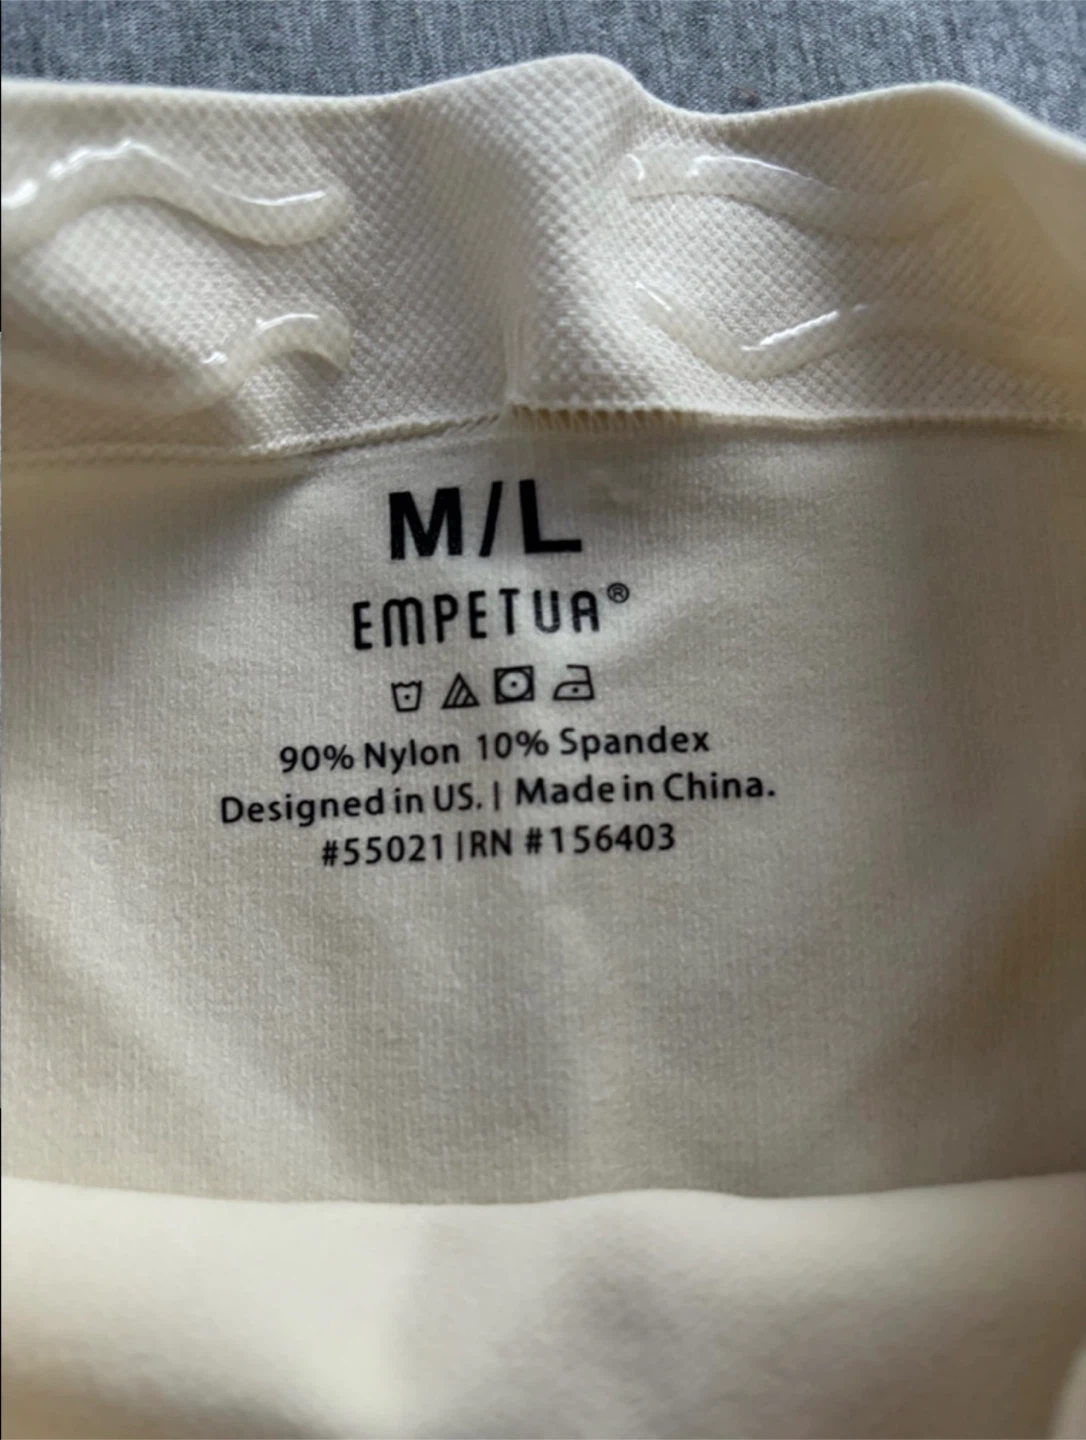 M/L
EMPETUA®
90% Nylon 10% Spandex
Designed in US. | Made in China.
#55021 | RN #156403